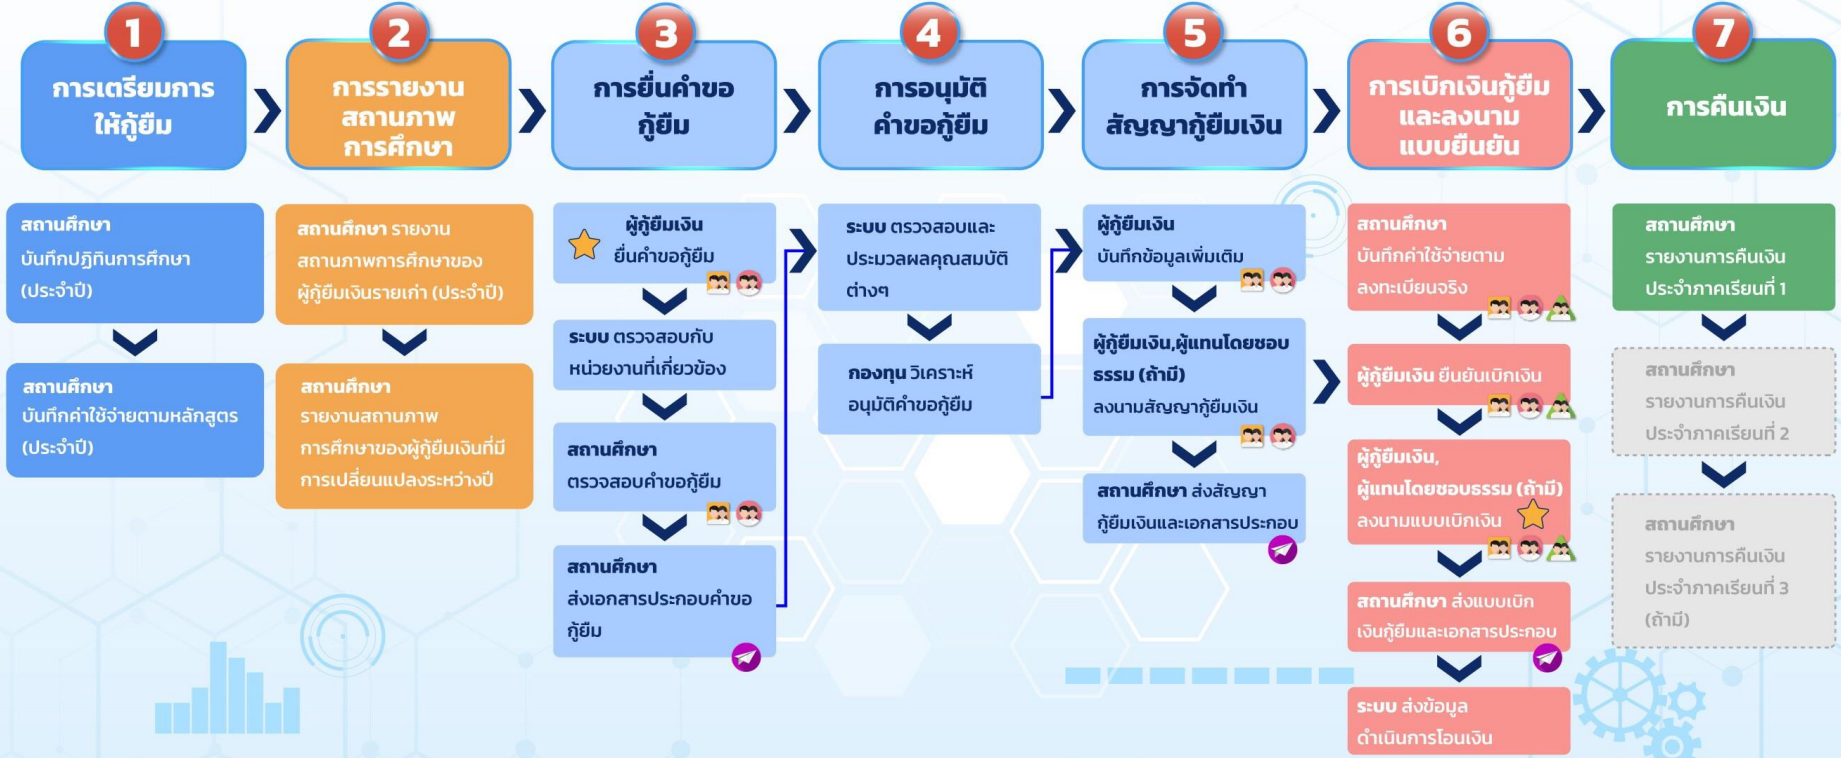 1
การเตรียมการ
ให้กู้ยืม
2
การรายงาน
สถานภาพ
การศึกษา
3
การยื่นคำขอ
กู้ยืม
4
การอนุมัติ
คำขอกู้ยืม
5
การจัดทำ
สัญญากู้ยืมเงิน
6
การเบิกเงินกู้ยืม
และลงนาม
แบบยืนยัน
7
การคืนเงิน
สถานศึกษา
บันทึกปฏิทินการศึกษา
(ประจำปี)
สถานศึกษา
บันทึกค่าใช้จ่ายตามหลักสูตร
(ประจำปี)
สถานศึกษา รายงาน
สถานภาพการศึกษาของ
ผู้กู้ยืมเงินรายเก่า (ประจำปี)
สถานศึกษา
รายงานสถานภาพ
การศึกษาของผู้กู้ยืมเงินที่มี
การเปลี่ยนแปลงระหว่างปี
ผู้กู้ยืมเงิน
ยื่นคำขอกู้ยืม
ระบบ ตรวจสอบกับ
หน่วยงานที่เกี่ยวข้อง
สถานศึกษา
ตรวจสอบคำขอกู้ยืม
สถานศึกษา
ส่งเอกสารประกอบคำขอ
กู้ยืม
ระบบ ตรวจสอบและ
ประมวลผลคุณสมบัติ
ต่างๆ
กองทุน วิเคราะห์
อนุมัติคำขอกู้ยืม
ผู้กู้ยืมเงิน
บันทึกข้อมูลเพิ่มเติม
ผู้กู้ยืมเงิน,ผู้แทนโดยชอบ
ธรรม (ถ้ามี)
ลงนามสัญญากู้ยืมเงิน
สถานศึกษา ส่งสัญญา
กู้ยืมเงินและเอกสารประกอบ
สถานศึกษา
บันทึกค่าใช้จ่ายตาม
ลงทะเบียนจริง
ผู้กู้ยืมเงิน ยืนยันเบิกเงิน
ผู้กู้ยืมเงิน,
ผู้แทนโดยชอบธรรม (ถ้ามี)
ลงนามแบบเบิกเงิน
สถานศึกษา ส่งแบบเบิก
เงินกู้ยืมและเอกสารประกอบ
ระบบ ส่งข้อมูล
ดำเนินการโอนเงิน
สถานศึกษา
รายงานการคืนเงิน
ประจำภาคเรียนที่ 1
สถานศึกษา
รายงานการคืนเงิน
ประจำภาคเรียนที่ 2
สถานศึกษา
รายงานการคืนเงิน
ประจำภาคเรียนที่ 3
(ถ้ามี)